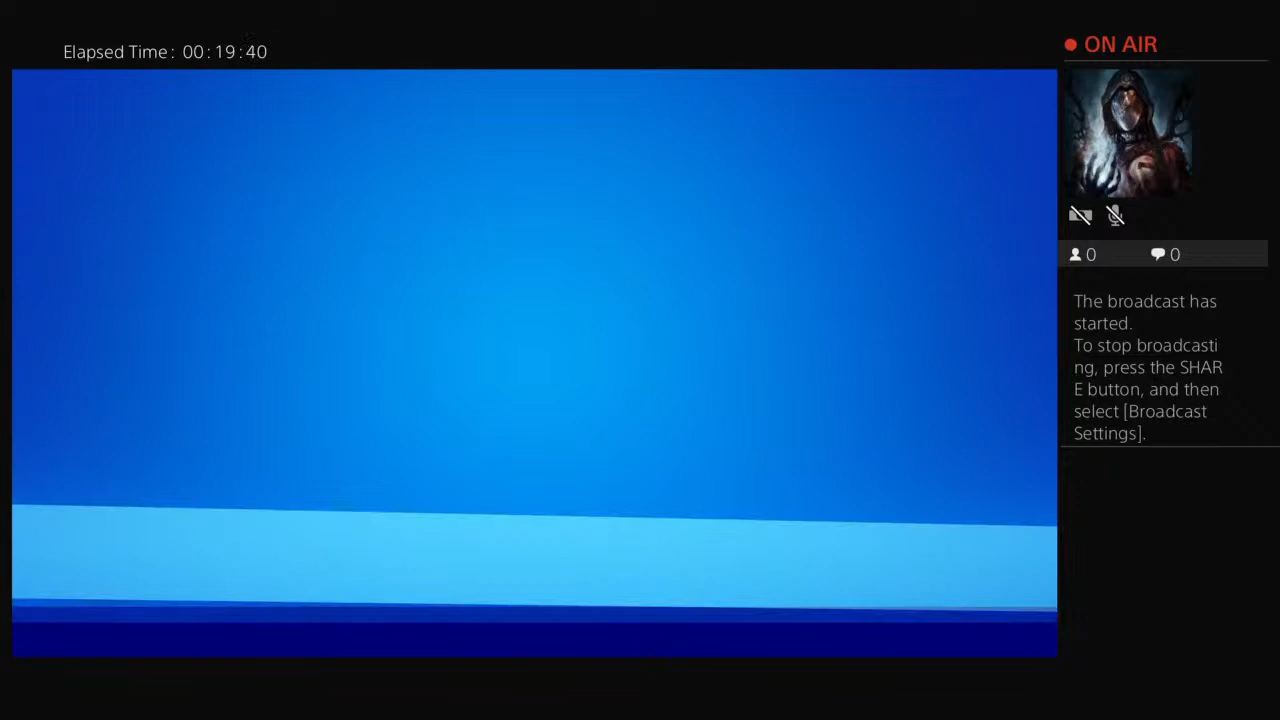 Elapsed Time: 00:19:40
ON AIR
0 0
The broadcast has
started.
To stop broadcasti
ng, press the SHAR
E button, and then
select [Broadcast
Settings].